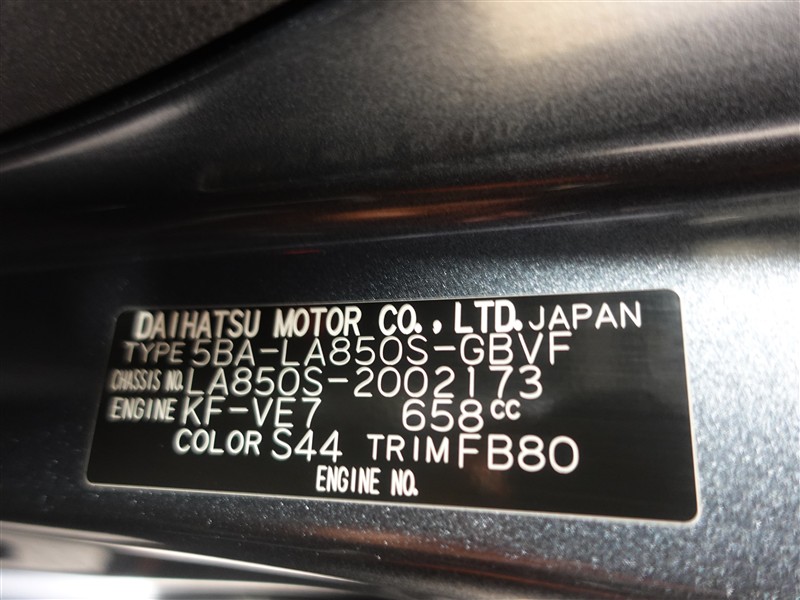 DAIHATSU MOTOR CO., LTD. JAPAN
TYPE 5BA-LA850S-GBVF
CHASSIS NO. LA850S-2002173
ENGINE KF-VE7 658CC
COLOR S44 TRIM FB80
ENGINE NO.